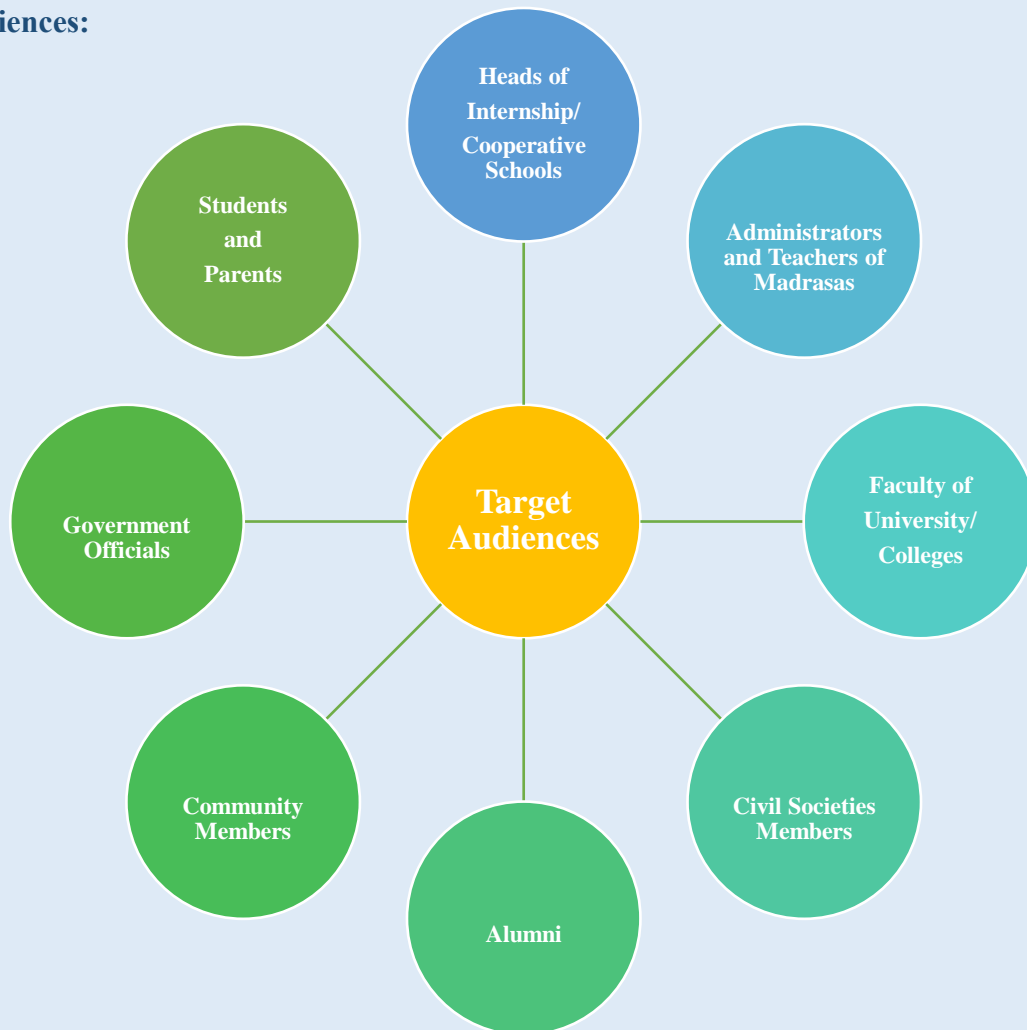 iences:
Heads of
Internship/
Cooperative
Schools
Students
and
Parents
Administrators
and Teachers of
Madrasas
Target
Audiences
Faculty of
University/
Colleges
Government
Officials
Community
Members
Civil Societies
Members
Alumni